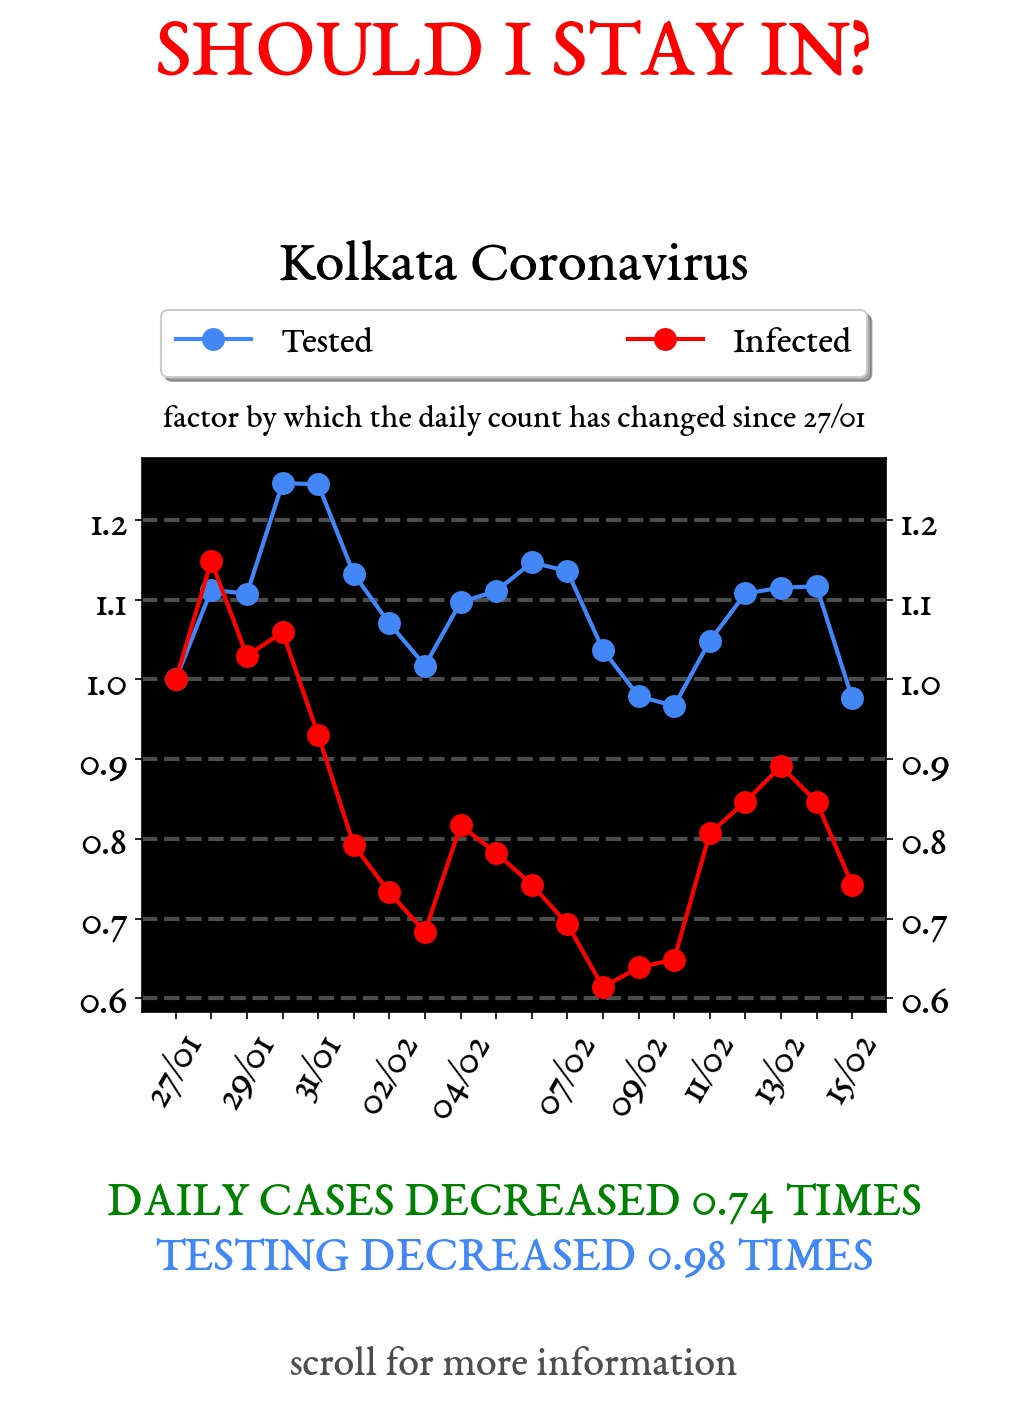 SHOULD I STAY IN?
Kolkata Coronavirus
Tested Infected
factor by which the daily count has changed since 27/01
1.2 1.2
1.1 1.1
1.0 1.0
0.9 0.9
0.8 0.8
0.7 0.7
0.6 0.6
27/01 29/01 31/01 02/02 04/02 07/02 09/02 11/02 13/02 15/02
DAILY CASES DECREASED 0.74 TIMES
TESTING DECREASED 0.98 TIMES
scroll for more information